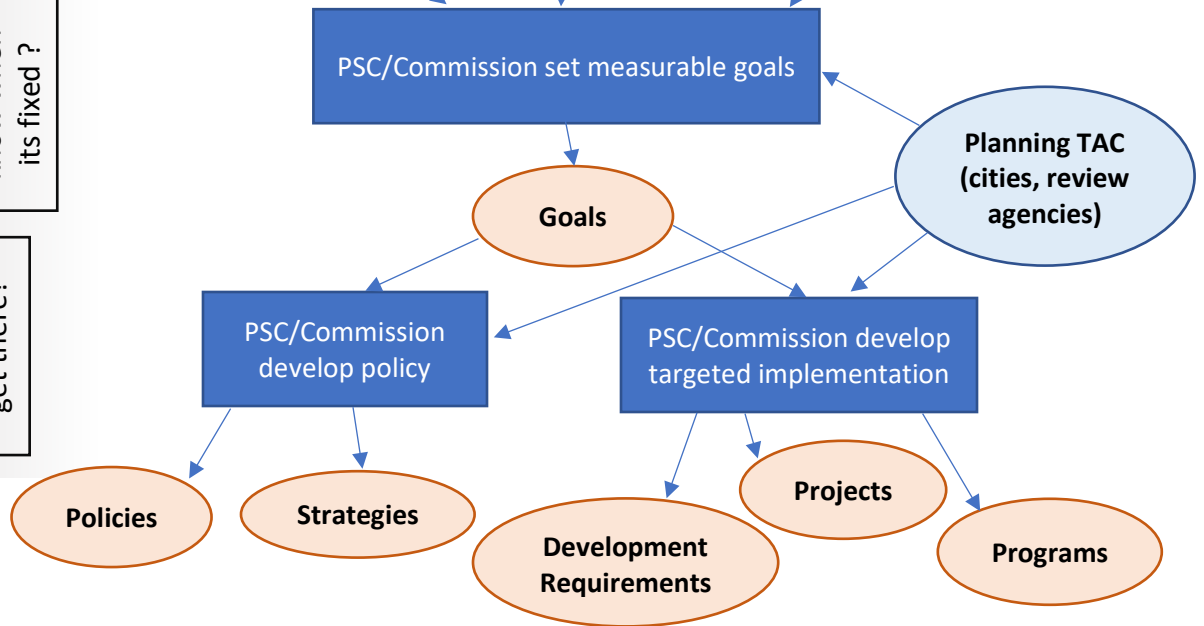 its fixed ?
PSC/Commission set measurable goals
Planning TAC
(cities, review
agencies)
Goals
get there?
PSC/Commission
develop policy
PSC/Commission develop
targeted implementation
Policies
Strategies
Development
Requirements
Projects
Programs